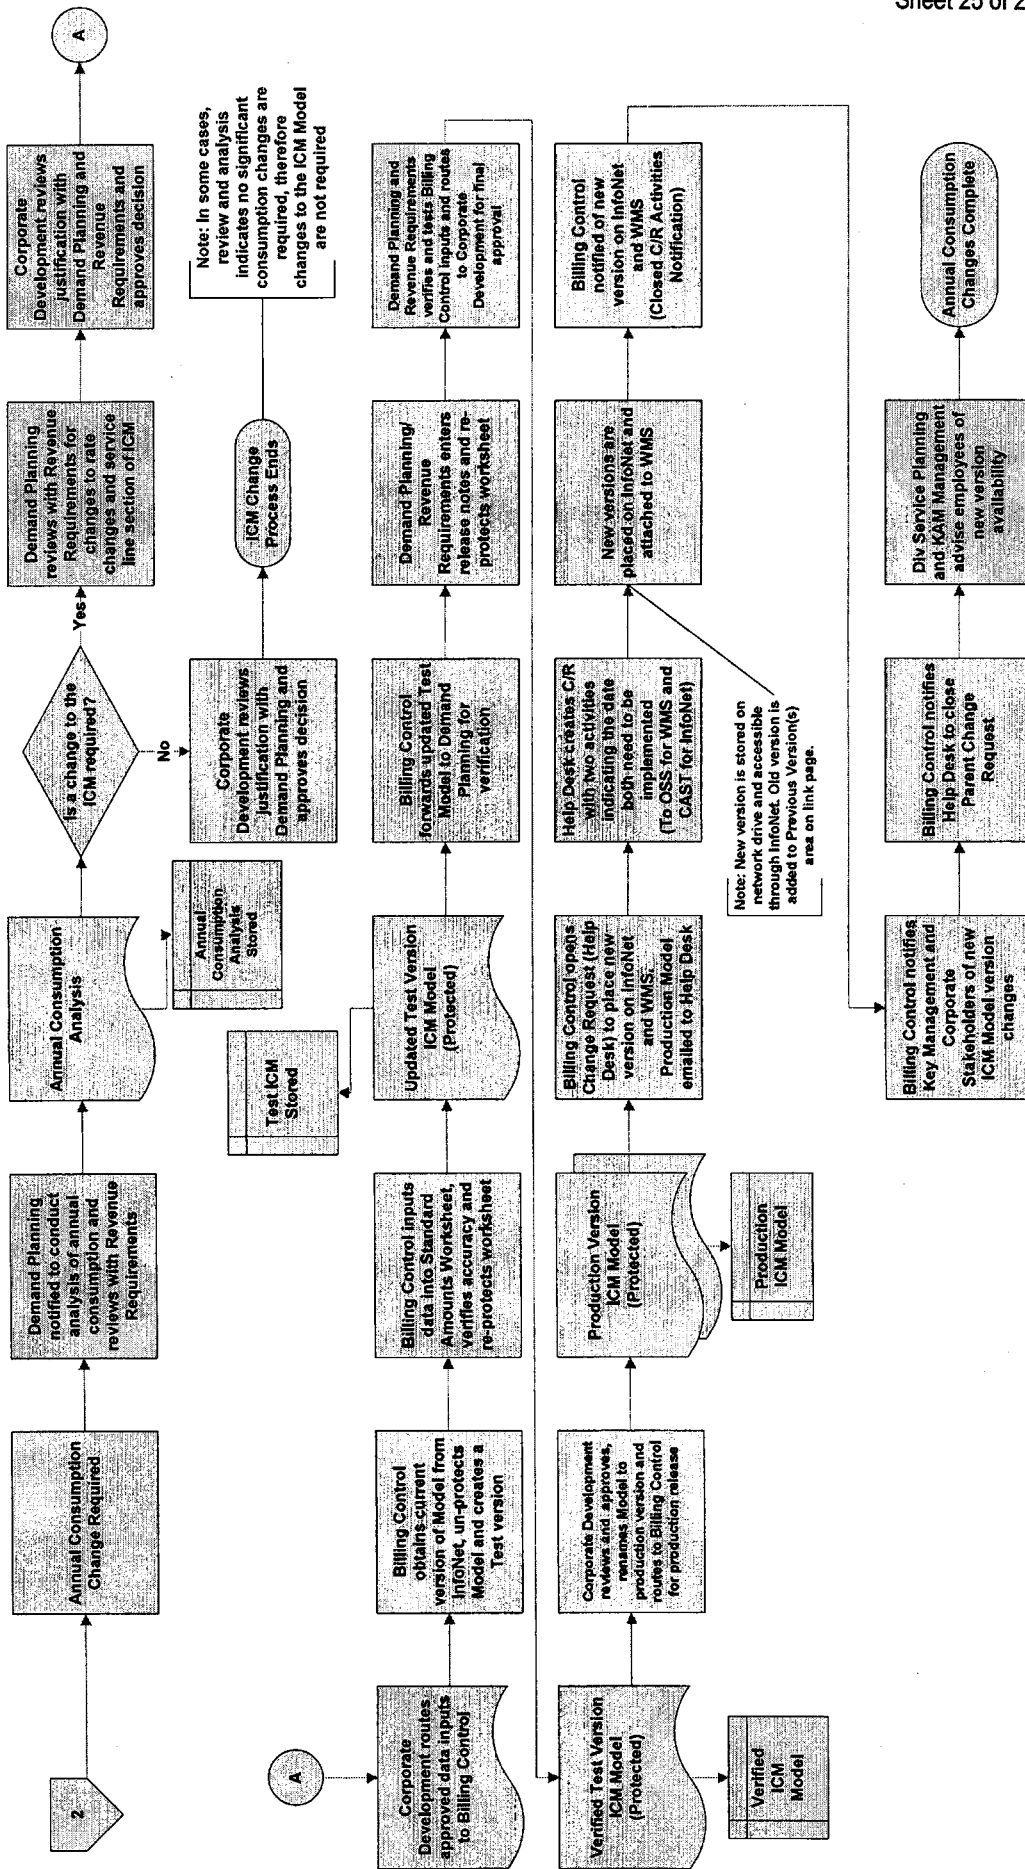 Sheet 25 of 2
2
Annual Consumption
Change Required
Demand Planning
notified to conduct
analysis of annual
consumption and
reviews with Revenue
Requirements
Annual Consumption
Analysis
Annual
Consumption
Analysis
Stored
Is a change to the
ICM required?
Yes
No
Demand Planning
reviews with Revenue
Requirements for
changes to rate
changes and service
line section of ICM
Corporate
Development reviews
justification with
Demand Planning and
Revenue
Requirements and
approves decision
A
Corporate
Development reviews
justification with
Demand Planning and
approves decision
ICM Change
Process Ends
Note: In some cases,
review and analysis
indicates no significant
consumption changes are
required, therefore
changes to the ICM Model
are not required
A
Corporate
Development routes
approved data inputs
to Billing Control
Billing Control
obtains current
version of Model from
InfoNet, un-protects
Model and creates a
Test version
Billing Control inputs
data into Standard
Amounts Worksheet,
verifies accuracy and
re-protects worksheet
Updated Test Version
ICM Model
(Protected)
Test ICM
Stored
Billing Control
forwards updated Test
Model to Demand
Planning for
verification
Demand Planning/
Revenue
Requirements enters
release notes and re-
protects worksheet
Demand Planning and
Revenue Requirements
verifies and tests Billing
Control inputs and routes
to Corporate
Development for final
approval
Verified Test Version
ICM Model
(Protected)
Verified
ICM
Model
Corporate Development
reviews and approves,
renames Model to
production version and
routes to Billing Control
for production release
Production Version
ICM Model
(Protected)
Production
ICM Model
Billing Control opens
Change Request (Help
Desk) to place new
version on InfoNet
and WMS.
Production Model
emailed to Help Desk
Help Desk creates C/R
with two activities
indicating the date
both need to be
implemented
(To OSS for WMS and
CAST for InfoNet)
New versions are
placed on InfoNet and
attached to WMS
Note: New version is stored on
network drive and accessible
through InfoNet. Old version is
added to Previous Version(s)
area on link page.
Billing Control
notified of new
version on InfoNet
and WMS
(Closed C/R Activities
Notification)
Billing Control notifies
Key Management and
Corporate
Stakeholders of new
ICM Model version
changes
Billing Control notifies
Help Desk to close
Parent Change
Request
Div Service Planning
and KAM Management
advise employees of
new version
availability
Annual Consumption
Changes Complete